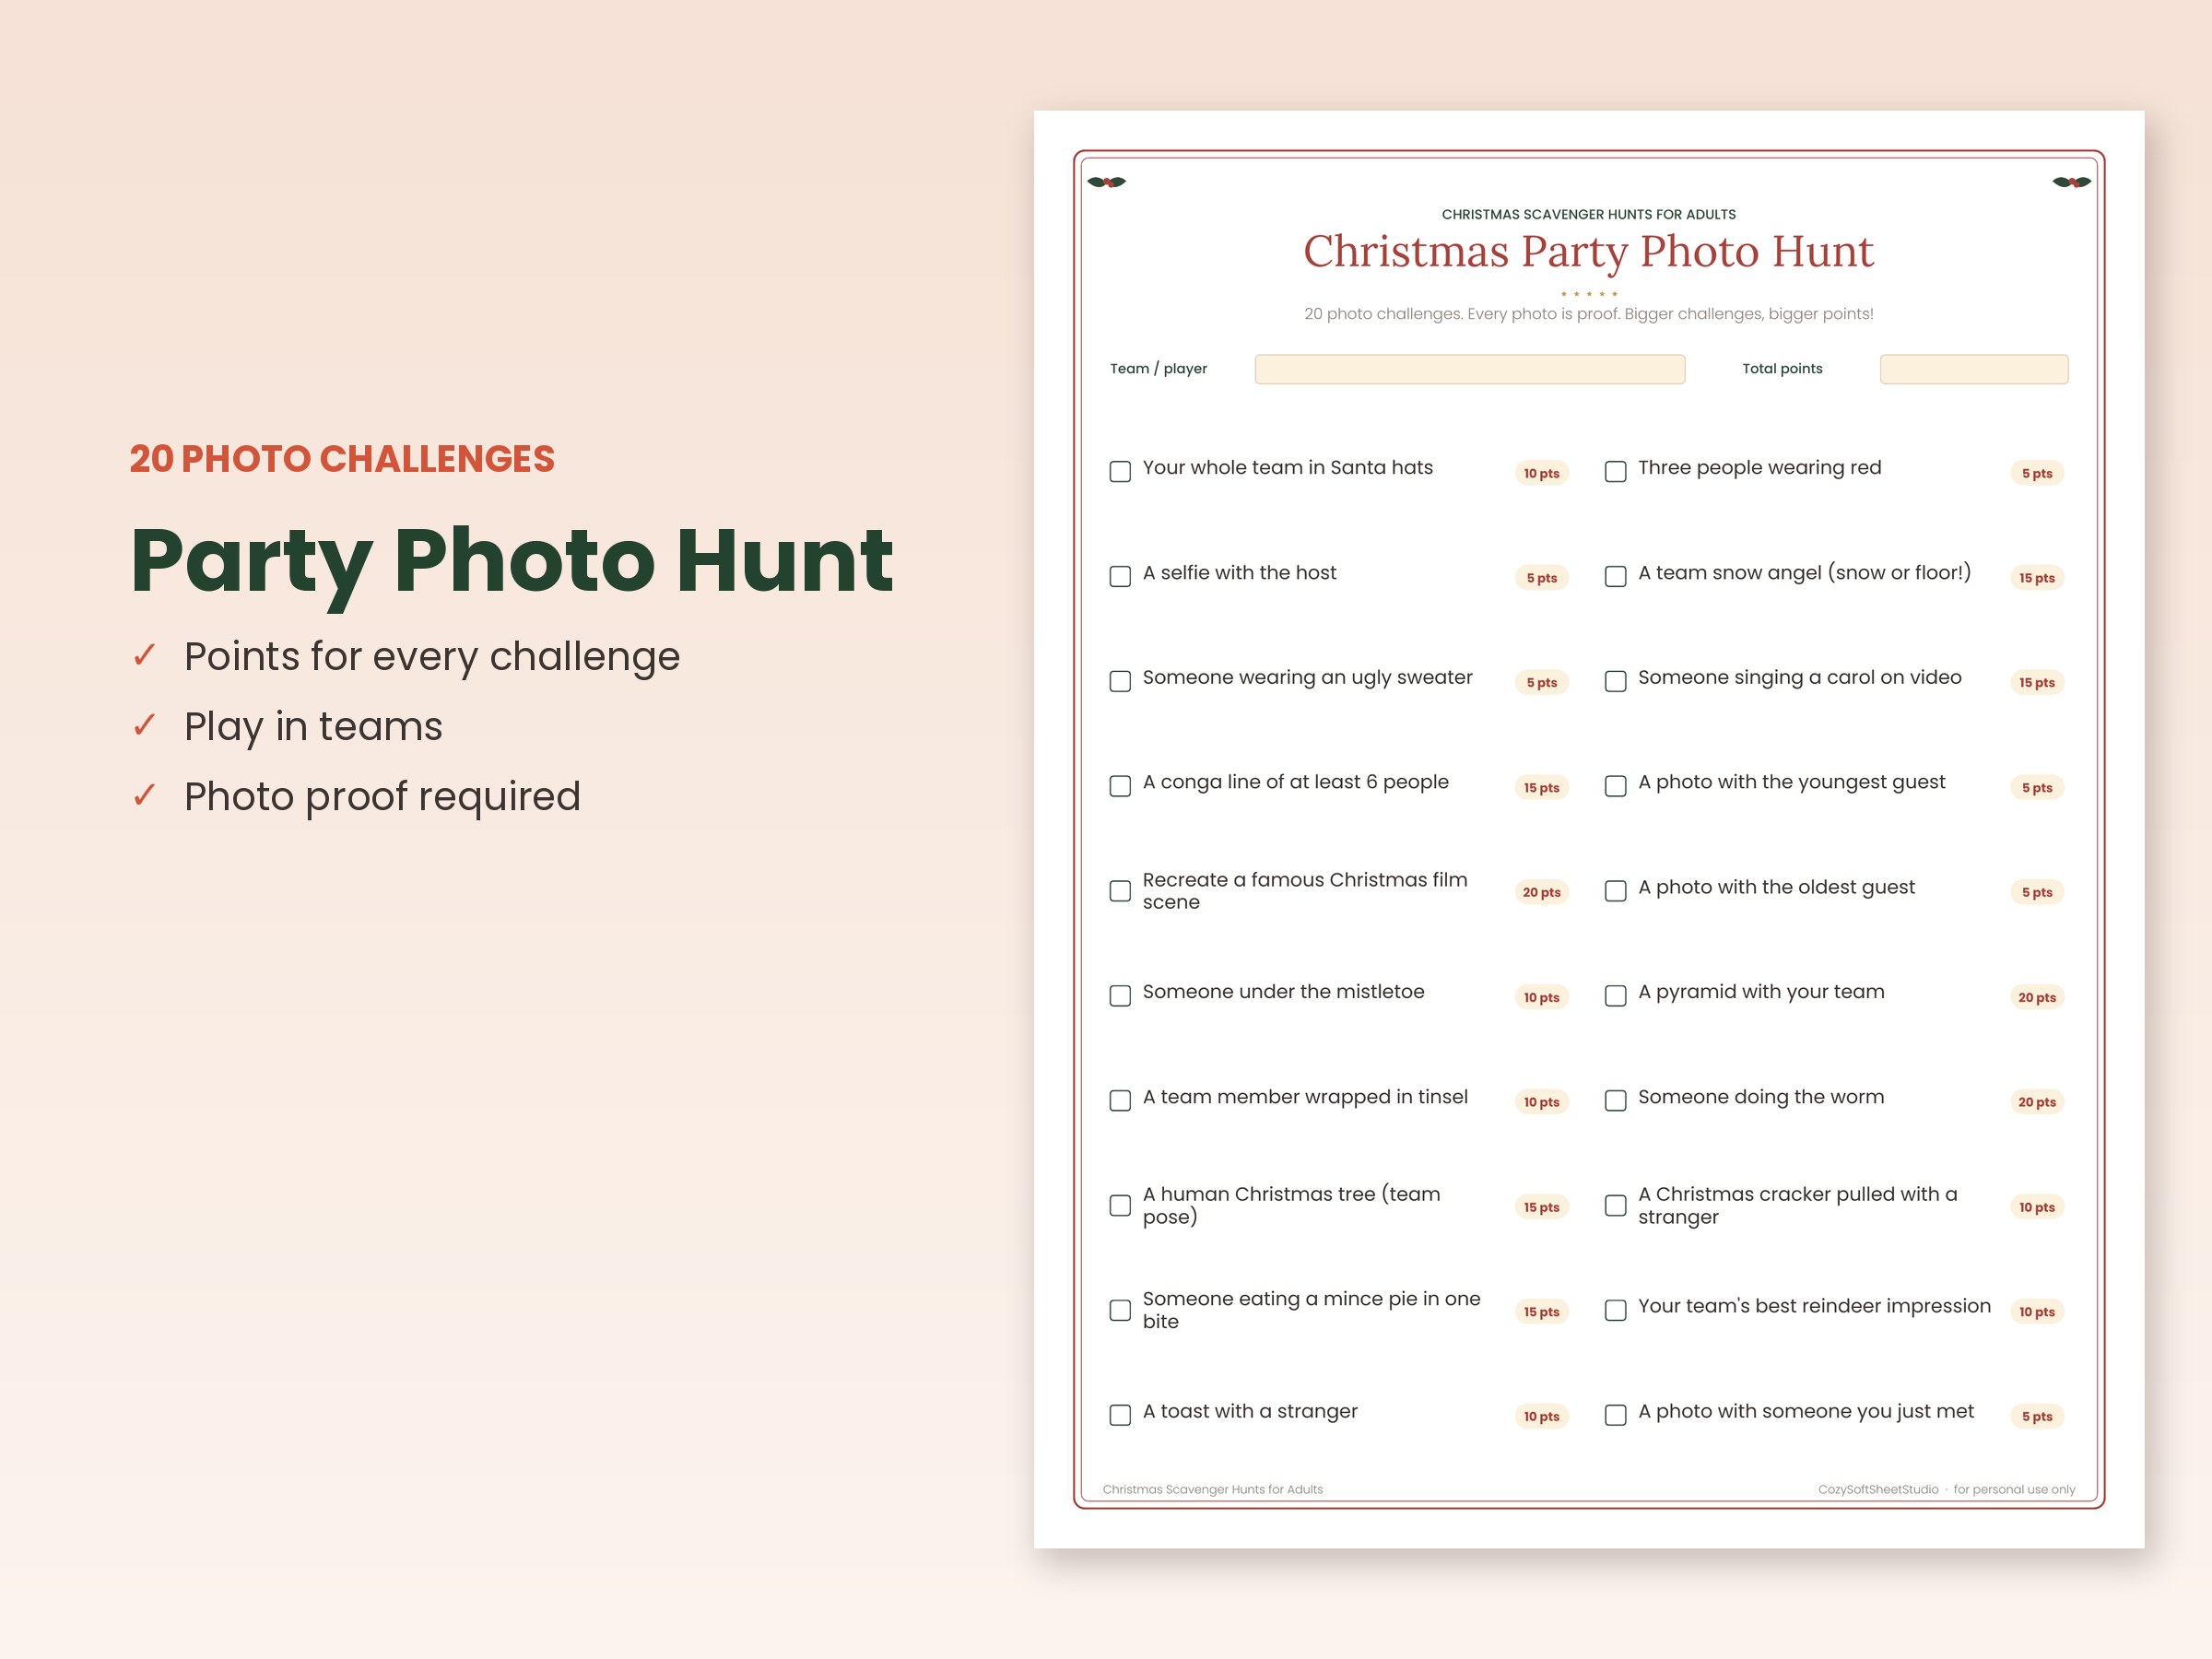 20 PHOTO CHALLENGES
Party Photo Hunt
✓ Points for every challenge
✓ Play in teams
✓ Photo proof required
CHRISTMAS SCAVENGER HUNTS FOR ADULTS
Christmas Party Photo Hunt
20 photo challenges. Every photo is proof. Bigger challenges, bigger points!
Team / player
Total points
Your whole team in Santa hats 10 pts
Three people wearing red 5 pts
A selfie with the host 5 pts
A team snow angel (snow or floor!) 15 pts
Someone wearing an ugly sweater 5 pts
Someone singing a carol on video 15 pts
A conga line of at least 6 people 15 pts
A photo with the youngest guest 5 pts
Recreate a famous Christmas film
scene 20 pts
A photo with the oldest guest 5 pts
Someone under the mistletoe 10 pts
A pyramid with your team 20 pts
A team member wrapped in tinsel 10 pts
Someone doing the worm 20 pts
A human Christmas tree (team
pose) 15 pts
A Christmas cracker pulled with a
stranger 10 pts
Someone eating a mince pie in one
bite 15 pts
Your team's best reindeer impression 10 pts
A toast with a stranger 10 pts
A photo with someone you just met 5 pts
Christmas Scavenger Hunts for Adults
CozySoftSheetStudio · for personal use only